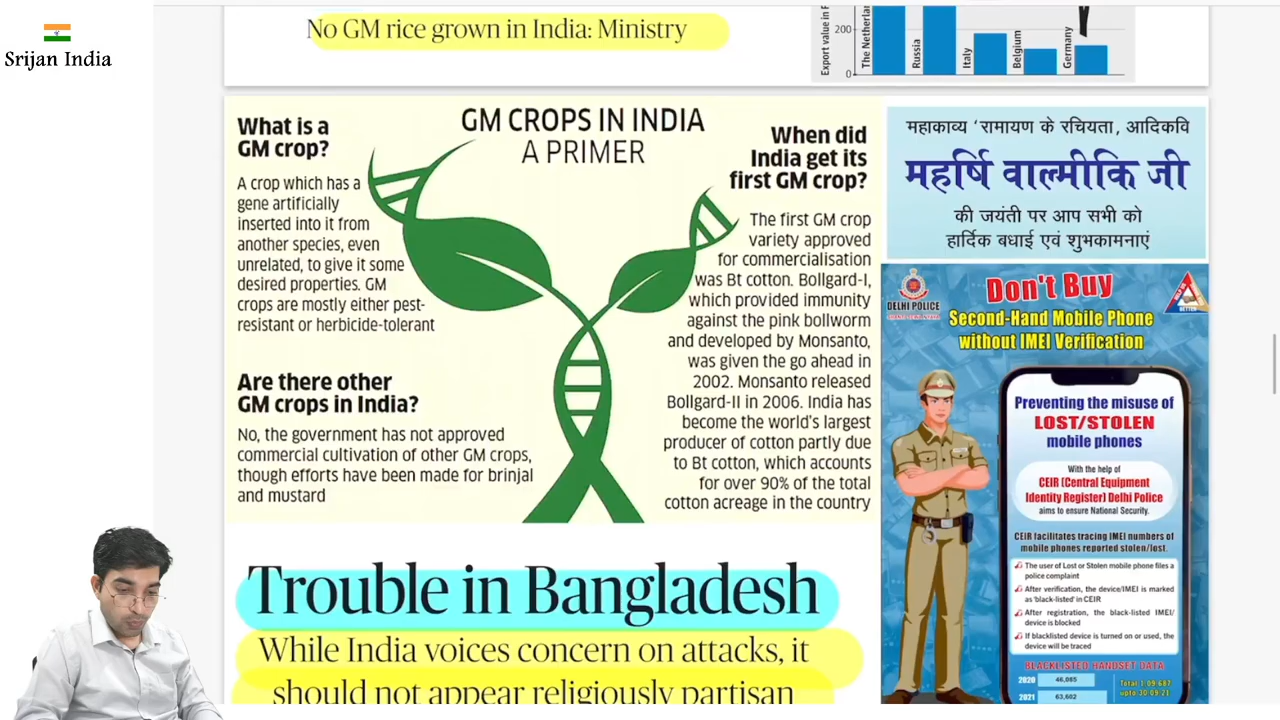 Srijan India
No GM rice grown in India: Ministry
Export value in
200
0
The Netherlan
Russia
Italy
Belgium
Germany
GM CROPS IN INDIA
A PRIMER
What is a
GM crop?
A crop which has a
gene artificially
inserted into it from
another species, even
unrelated, to give it some
desired properties. GM
crops are mostly either pest-
resistant or herbicide-tolerant
Are there other
GM crops in India?
No, the government has not approved
commercial cultivation of other GM crops,
though efforts have been made for brinjal
and mustard
When did
India get its
first GM crop?
The first GM crop
variety approved
for commercialisation
was Bt cotton. Bollgard-I,
which provided immunity
against the pink bollworm
and developed by Monsanto,
was given the go ahead in
2002. Monsanto released
Bollgard-II in 2006. India has
become the world's largest
producer of cotton partly due
to Bt cotton, which accounts
for over 90% of the total
cotton acreage in the country
Trouble in Bangladesh
While India voices concern on attacks, it
should not appear religiously partisan
महाकाव्य 'रामायण के रचियता, आदिकवि
महर्षि वाल्मीकि जी
की जयंती पर आप सभी को
हार्दिक बधाई एवं शुभकामनाएं
DELHI POLICE
Don't Buy
Second-Hand Mobile Phone
without IMEI Verification
Preventing the misuse of
LOST/STOLEN
mobile phones
With the help of
CEIR (Central Equipment
Identity Register) Delhi Police
aims to ensure National Security.
CEIR facilitates tracing IMEI numbers of
mobile phones reported stolen/lost.
The user of Lost or Stolen mobile phone files a
police complaint
After verification, the device/IMEI is marked
as 'black-listed' in CEIR
After registration, the black-listed IMEI/
device is blocked
If blacklisted device is turned on or used, the
device will be traced
BLACKLISTED HANDSET DATA
2020 46,085
2021 63,602
Total 1,09,687
upto 30.09.21